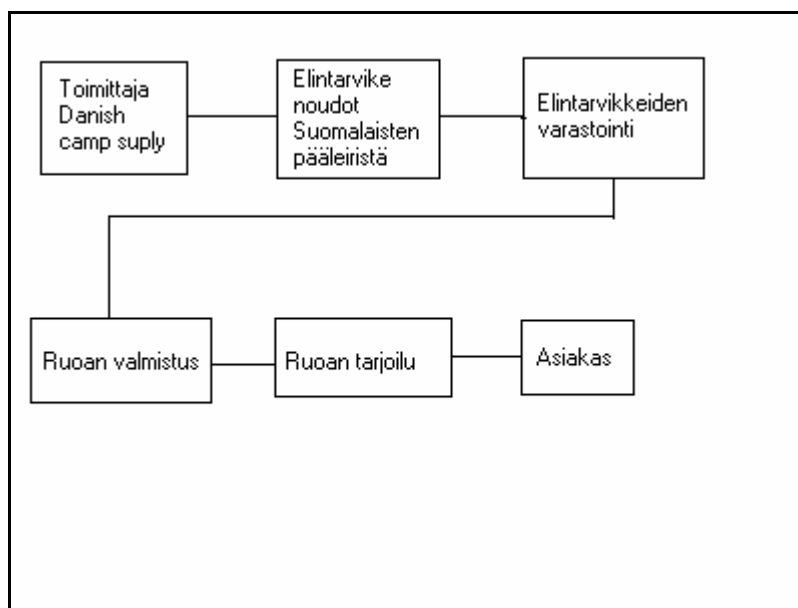 Toimittaja
Danish
camp suply
Elintarvike
noudot
Suomalaisten
pääleiristä
Elintarvikkeiden
varastointi
Ruoan valmistus
Ruoan tarjoilu
Asiakas